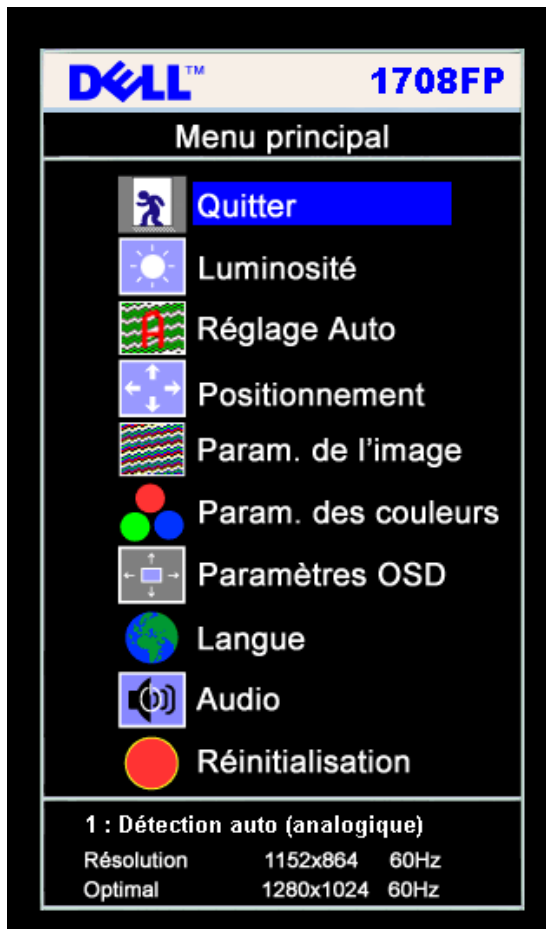 DELL™ 1708FP
Menu principal
Quitter
Luminosité
Réglage Auto
Positionnement
Param. de l'image
Param. des couleurs
Paramètres OSD
Langue
Audio
Réinitialisation
1 : Détection auto (analogique)
Résolution 1152x864 60Hz
Optimal 1280x1024 60Hz